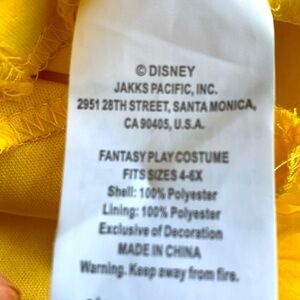 © DISNEY
JAKKS PACIFIC, INC.
2951 28TH STREET, SANTA MONICA,
CA 90405, U.S.A.
FANTASY PLAY COSTUME
FITS SIZES 4-6X
Shell: 100% Polyester
Lining: 100% Polyester
Exclusive of Decoration
MADE IN CHINA
Warning. Keep away from fire.